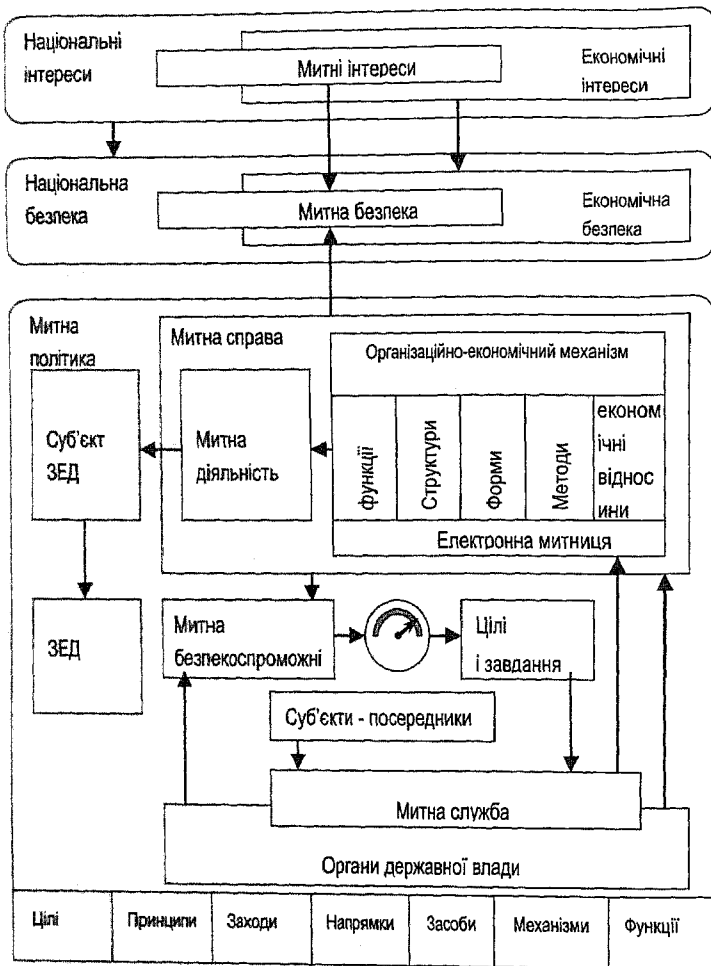 Національні
інтереси
Митні інтереси
Економічні
інтереси
Національна
безпека
Митна безпека
Економічна
безпека
Митна
політика
Митна справа
Організаційно-економічний механізм
Суб'єкт
ЗЕД
Митна
діяльність
функції
Структури
Форми
Методи
економ
ічні
віднос
ини
Електронна митниця
ЗЕД
Митна
безпекоспроможні
Цілі
і завдання
Суб'єкти - посередники
Митна служба
Органи державної влади
Цілі
Принципи
Заходи
Напрямки
Засоби
Механізми
Функції